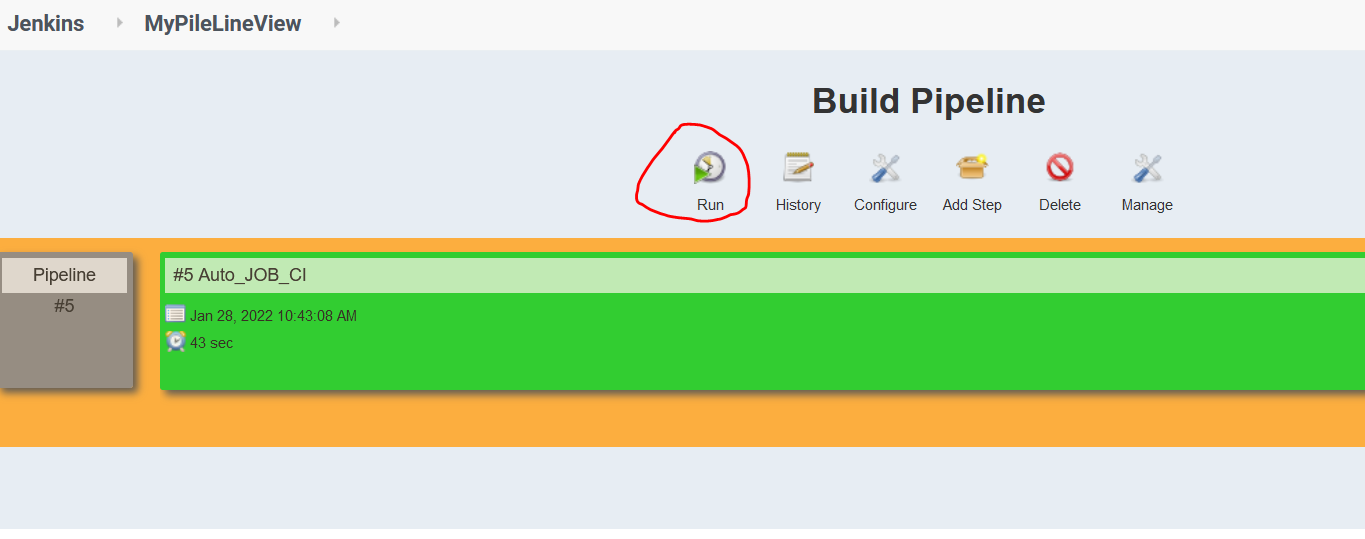 Jenkins MyPileLineView
Build Pipeline
Run History Configure Add Step Delete Manage
Pipeline
#5
#5 Auto_JOB_CI
Jan 28, 2022 10:43:08 AM
43 sec